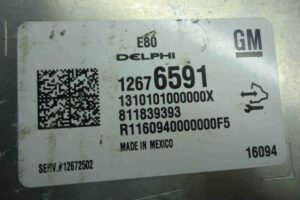 E80
DELPHI
GM
12676591
1310101000000X
811839393
R1160940000000F5
MADE IN MEXICO
16094
SERV.#12672502